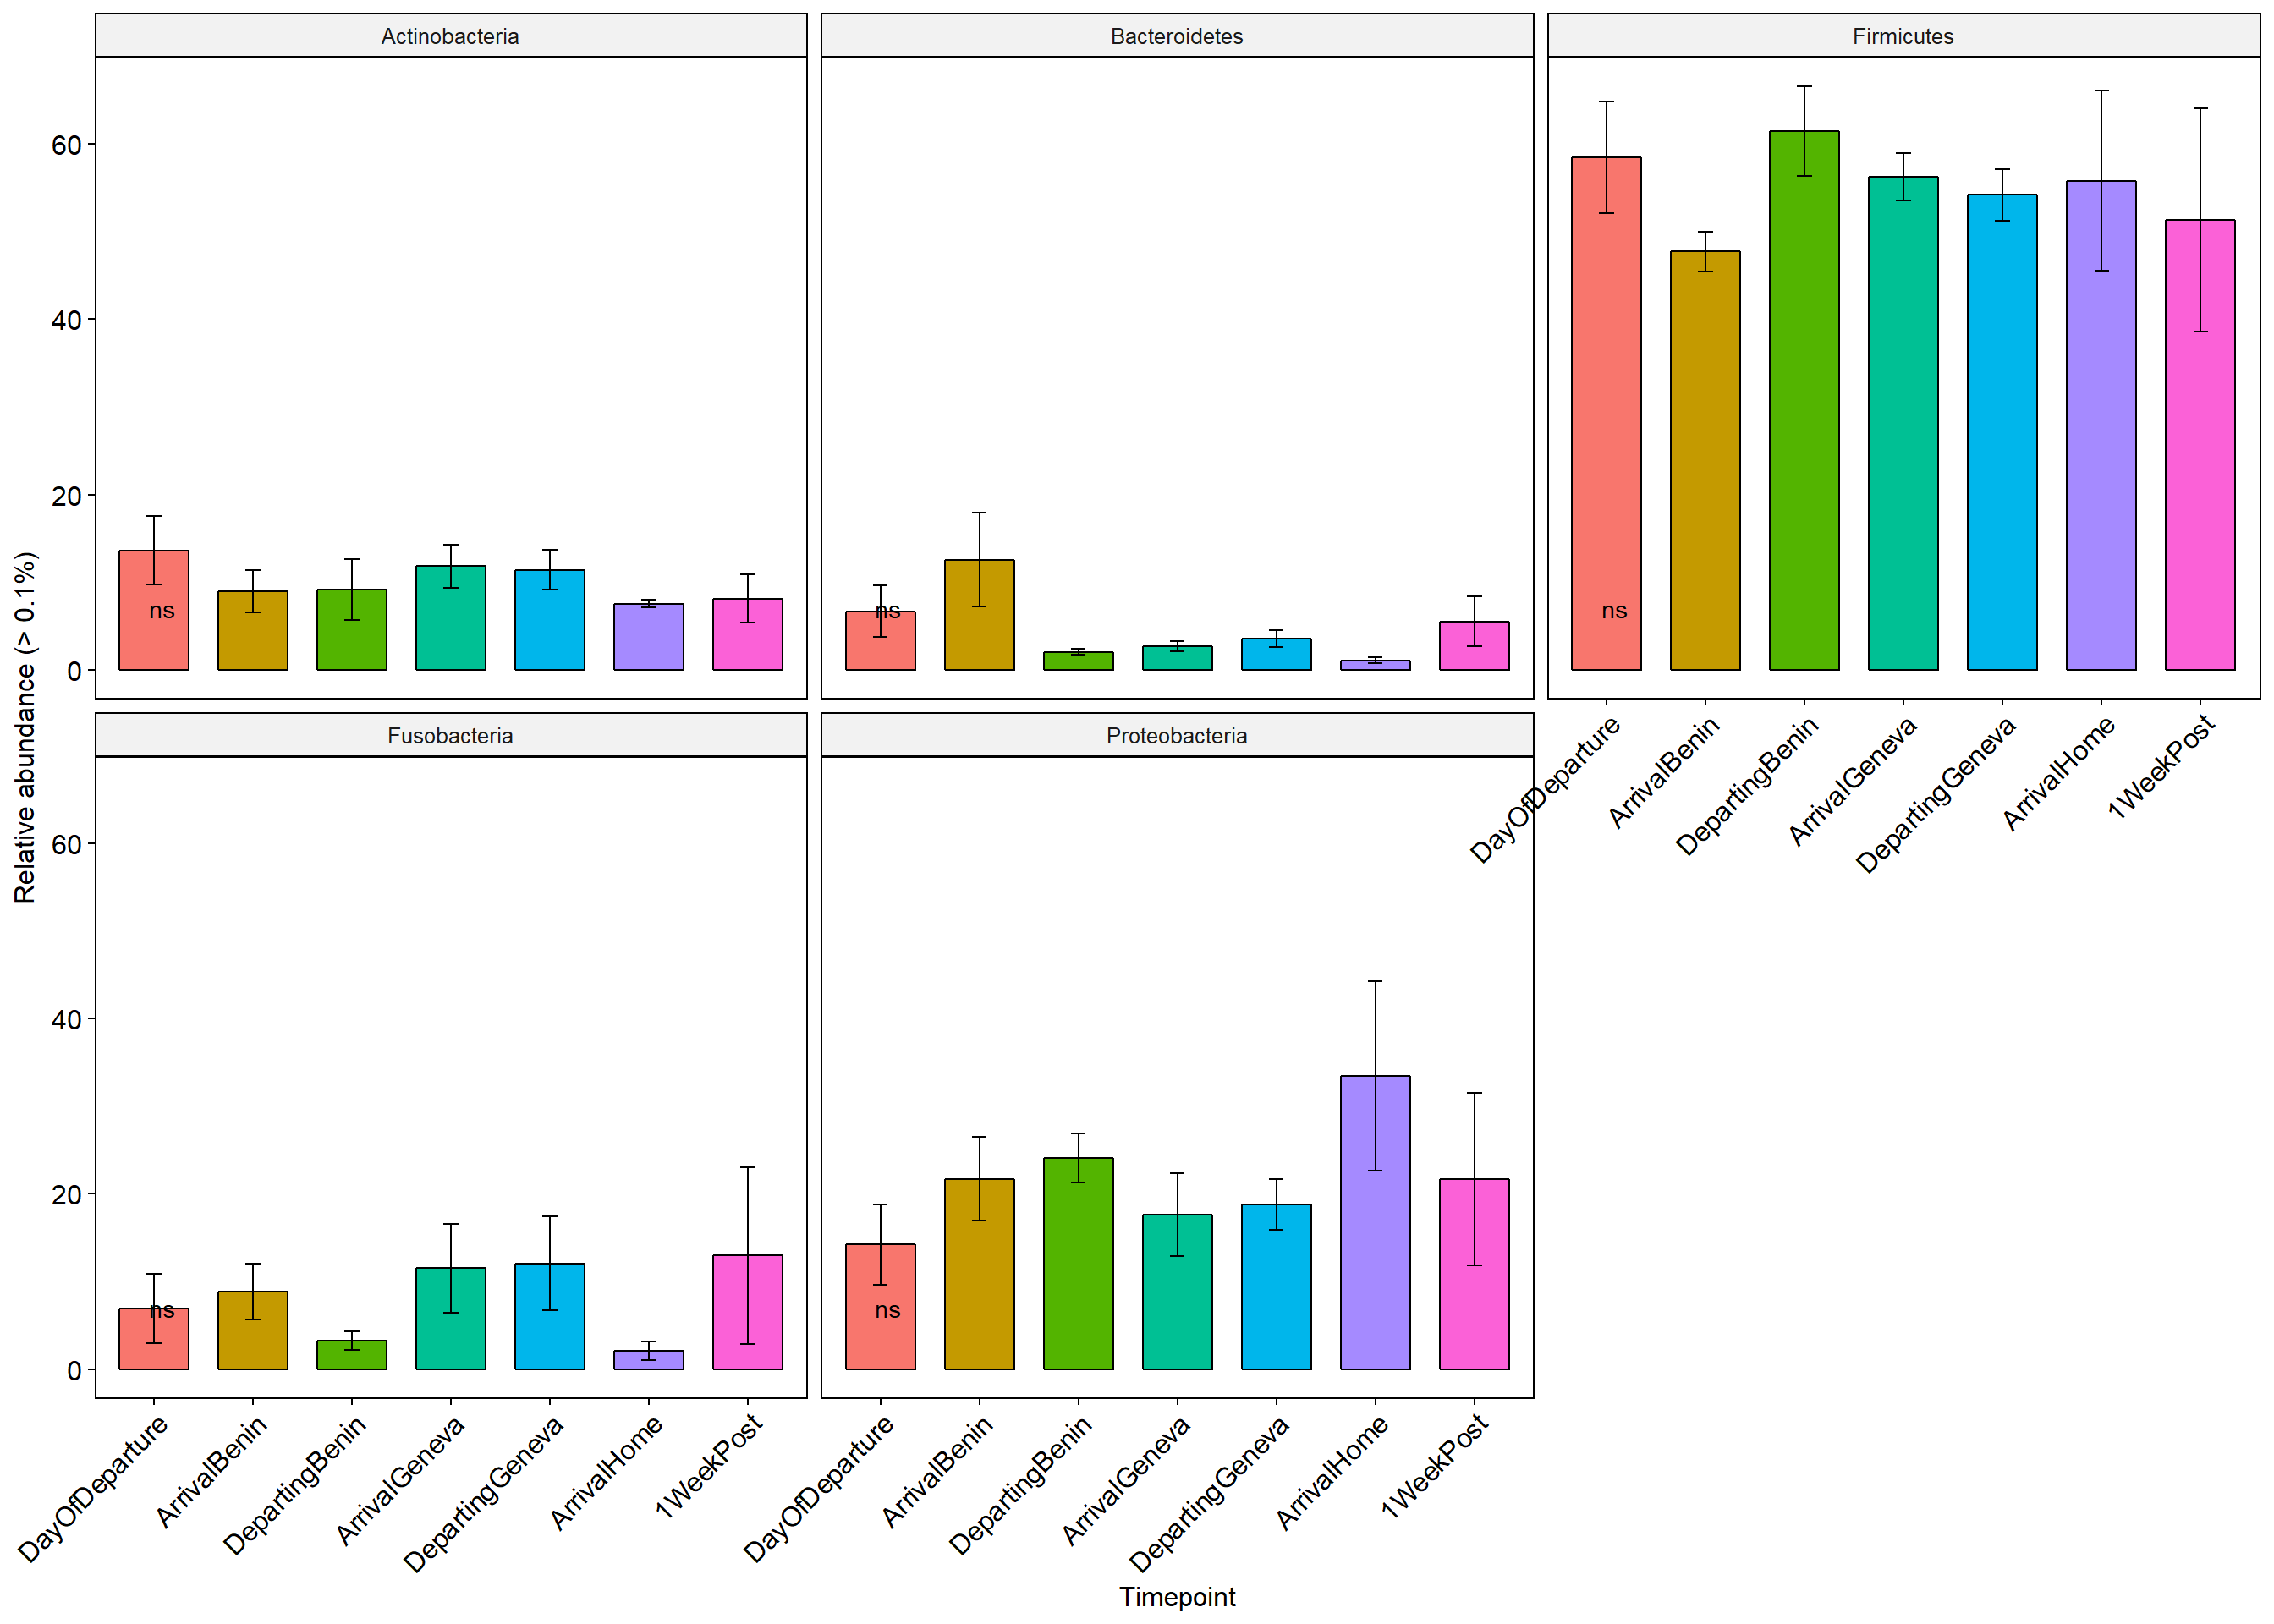 Actinobacteria
Bacteroidetes
Firmicutes
60
40
20
0
ns
ns
ns
DayOfDeparture
ArrivalBenin
DepartingBenin
ArrivalGeneva
DepartingGeneva
ArrivalHome
1WeekPost
Relative abundance (> 0.1%)
Fusobacteria
Proteobacteria
60
40
20
0
ns
ns
DayOfDeparture
ArrivalBenin
DepartingBenin
ArrivalGeneva
DepartingGeneva
ArrivalHome
1WeekPost
DayOfDeparture
ArrivalBenin
DepartingBenin
ArrivalGeneva
DepartingGeneva
ArrivalHome
1WeekPost
Timepoint